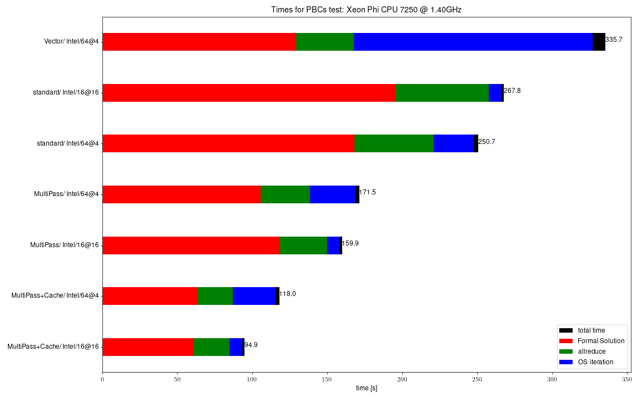 Times for PBCs test: Xeon Phi CPU 7250 @ 1.40GHz
Vector/ Intel/64@4
335.7
standard/ Intel/16@16
267.8
standard/ Intel/64@4
250.7
MultiPass/ Intel/64@4
171.5
MultiPass/ Intel/16@16
159.9
MultiPass+Cache/ Intel/64@4
118.0
MultiPass+Cache/ Intel/16@16
94.9
total time
Formal Solution
allreduce
OS iteration
0 50 100 150 200 250 300 350
time [s]